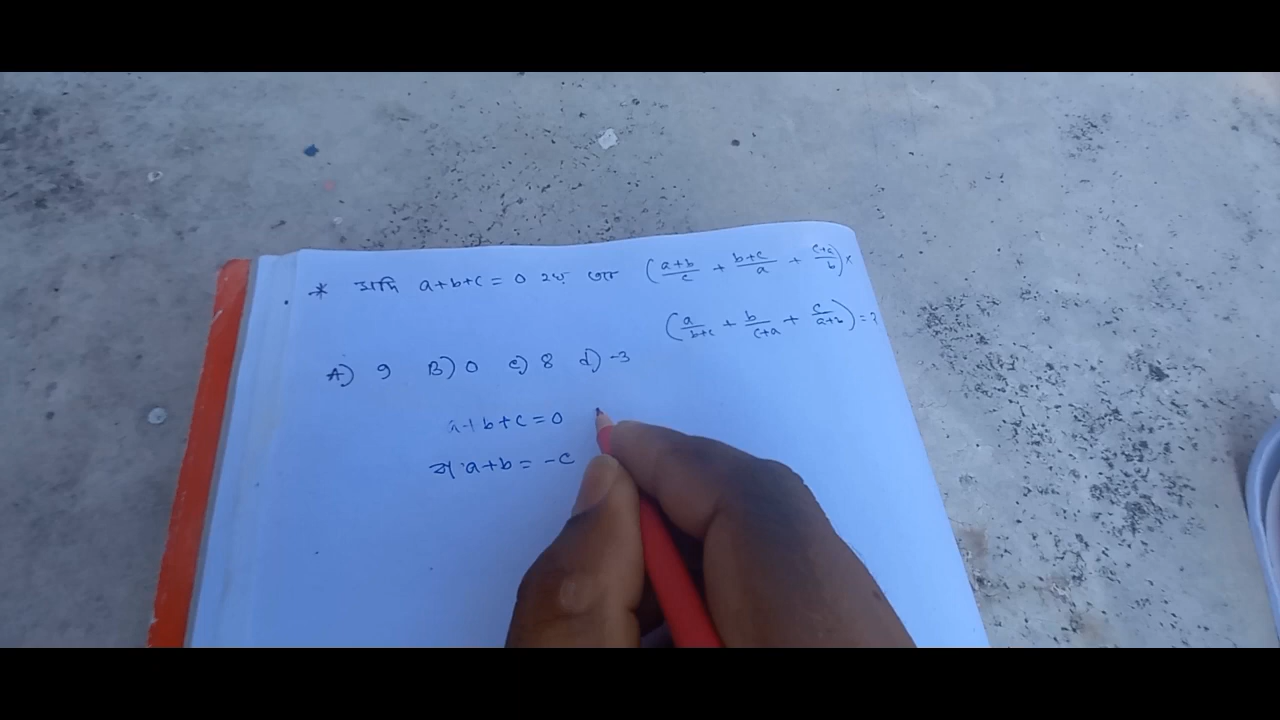 * যদি a+b+c = 0 হয় তবে (a+b/c + b+c/a + c+a/b) ×
(a/b+c + b/c+a + c/a+b) = ?
A) 9 B) 0 c) 8 d) -3
a+b+c = 0
বা a+b = -c